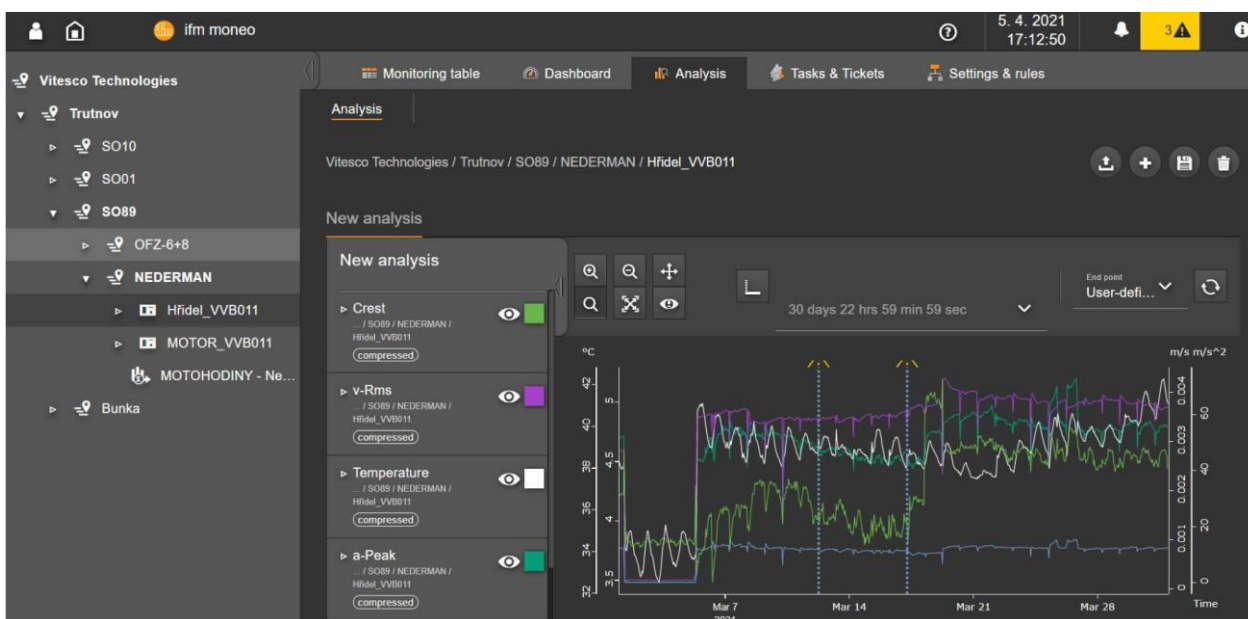 ifm moneo
5. 4. 2021
17:12:50
3
Vitesco Technologies
Trutnov
SO10
SO01
SO89
OFZ-6+8
NEDERMAN
Hřídel_VVB011
MOTOR_VVB011
MOTOHODINY - Ne...
Bunka
Monitoring table
Dashboard
Analysis
Tasks & Tickets
Settings & rules
Analysis
Vitesco Technologies / Trutnov / SO89 / NEDERMAN / Hřídel_VVB011
New analysis
New analysis
Crest
... / SO89 / NEDERMAN /
Hřídel_VVB011
compressed
v-Rms
... / SO89 / NEDERMAN /
Hřídel_VVB011
compressed
Temperature
... / SO89 / NEDERMAN /
Hřídel_VVB011
compressed
a-Peak
... / SO89 / NEDERMAN /
Hřídel_VVB011
compressed
30 days 22 hrs 59 min 59 sec
End point
User-defi...
ºC
m/s m/s^2
42
40
38
36
34
32
5
4.5
4
3.5
0.004
0.003
0.002
0.001
0
60
40
20
0
Mar 7
Mar 14
Mar 21
Mar 28
Time